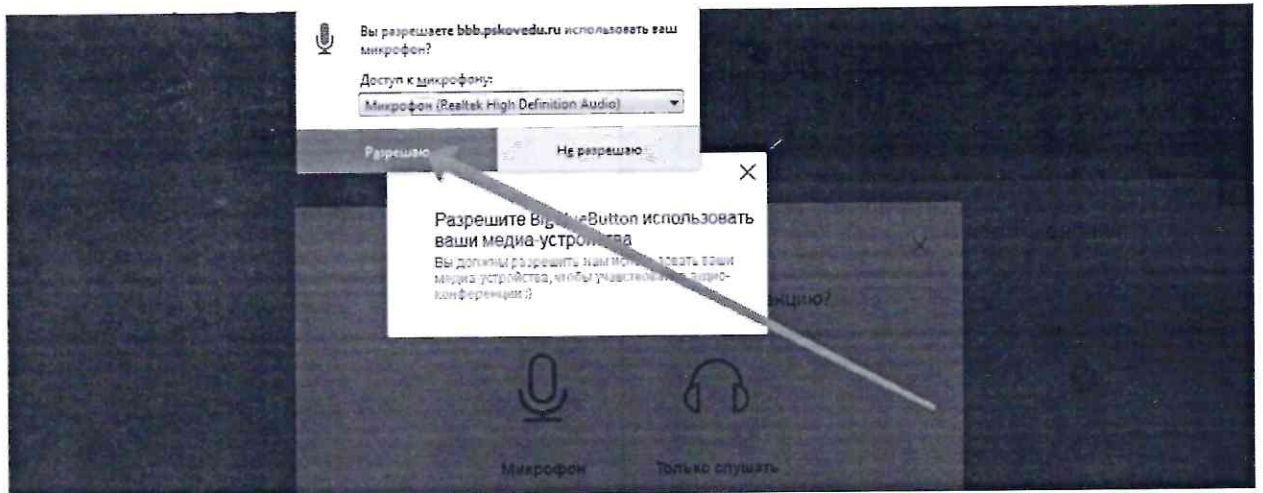 Вы разрешаете bbb.pskovedu.ru использовать ваш
микрофон?
Доступ к микрофону:
Микрофон (Realtek High Definition Audio)
Разрешаю
Не разрешаю
Разрешите BigBlueButton использовать
ваши медиа-устройства
Вы должны разрешить нам использовать ваши
медиа-устройства, чтобы участвовать в аудио-
конференции :)
Микрофон
Только слушать